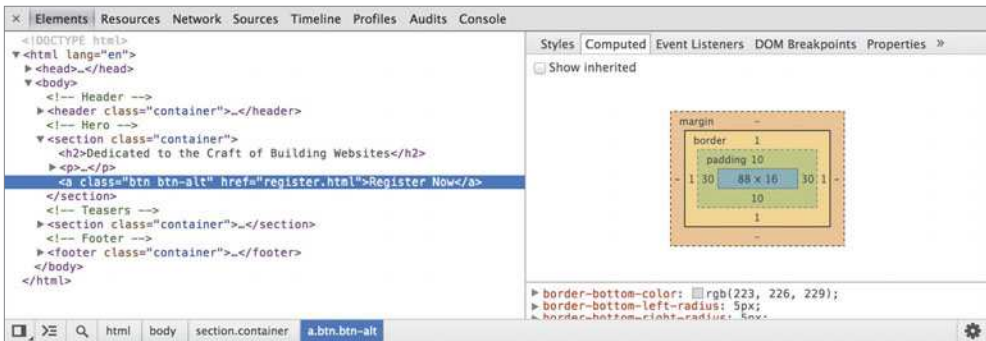 × Elements Resources Network Sources Timeline Profiles Audits Console
<!DOCTYPE html>
▼<html lang="en">
▶<head>…</head>
▼<body>
<!-- Header -->
▶<header class="container">…</header>
<!-- Hero -->
▼<section class="container">
<h2>Dedicated to the Craft of Building Websites</h2>
▶<p>…</p>
<a class="btn btn-alt" href="register.html">Register Now</a>
</section>
<!-- Teasers -->
▶<section class="container">…</section>
<!-- Footer -->
▶<footer class="container">…</footer>
</body>
</html>
html body section.container a.btn.btn-alt
Styles Computed Event Listeners DOM Breakpoints Properties »
Show inherited
margin -
border 1
padding 10
- 1 30 88 × 16 30 1 -
10
1
-
▶ border-bottom-color: rgb(223, 226, 229);
▶ border-bottom-left-radius: 5px;
▶ border-bottom-right-radius: 5px;